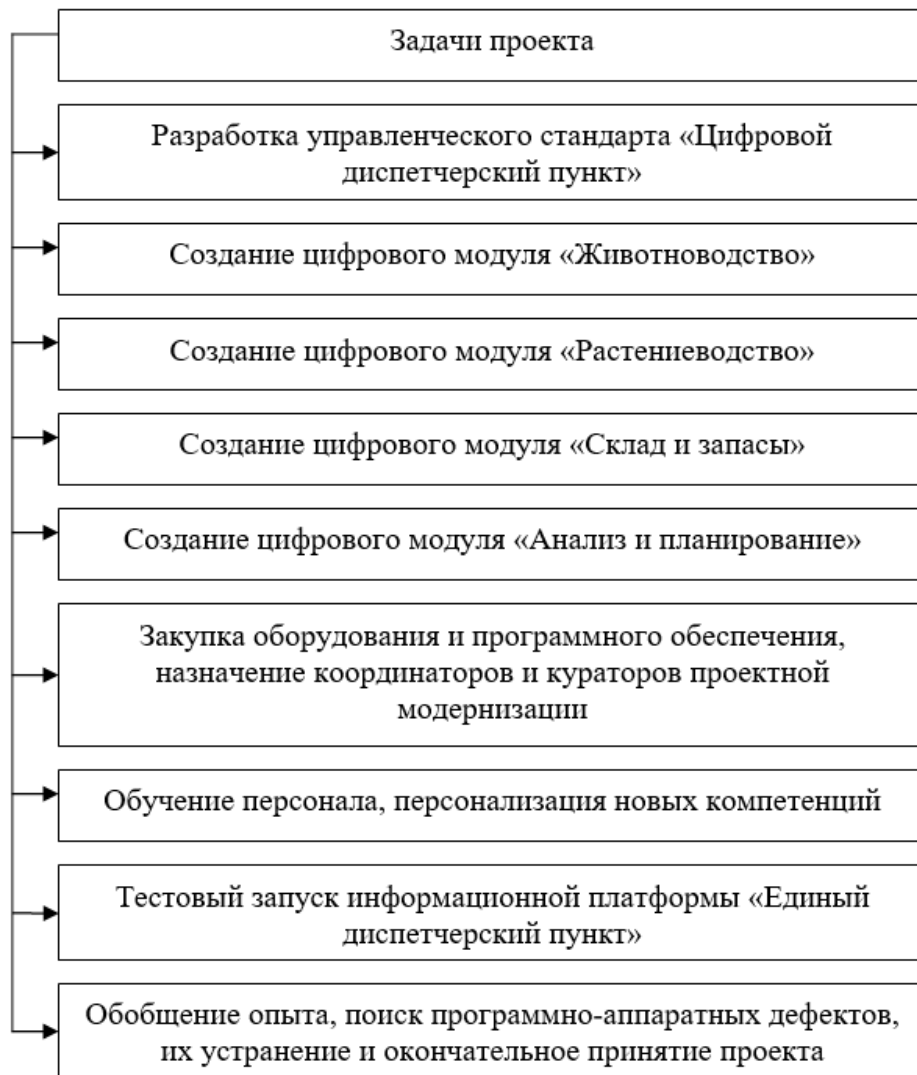 Задачи проекта
Разработка управленческого стандарта «Цифровой
диспетчерский пункт»
Создание цифрового модуля «Животноводство»
Создание цифрового модуля «Растениеводство»
Создание цифрового модуля «Склад и запасы»
Создание цифрового модуля «Анализ и планирование»
Закупка оборудования и программного обеспечения,
назначение координаторов и кураторов проектной
модернизации
Обучение персонала, персонализация новых компетенций
Тестовый запуск информационной платформы «Единый
диспетчерский пункт»
Обобщение опыта, поиск программно-аппаратных дефектов,
их устранение и окончательное принятие проекта